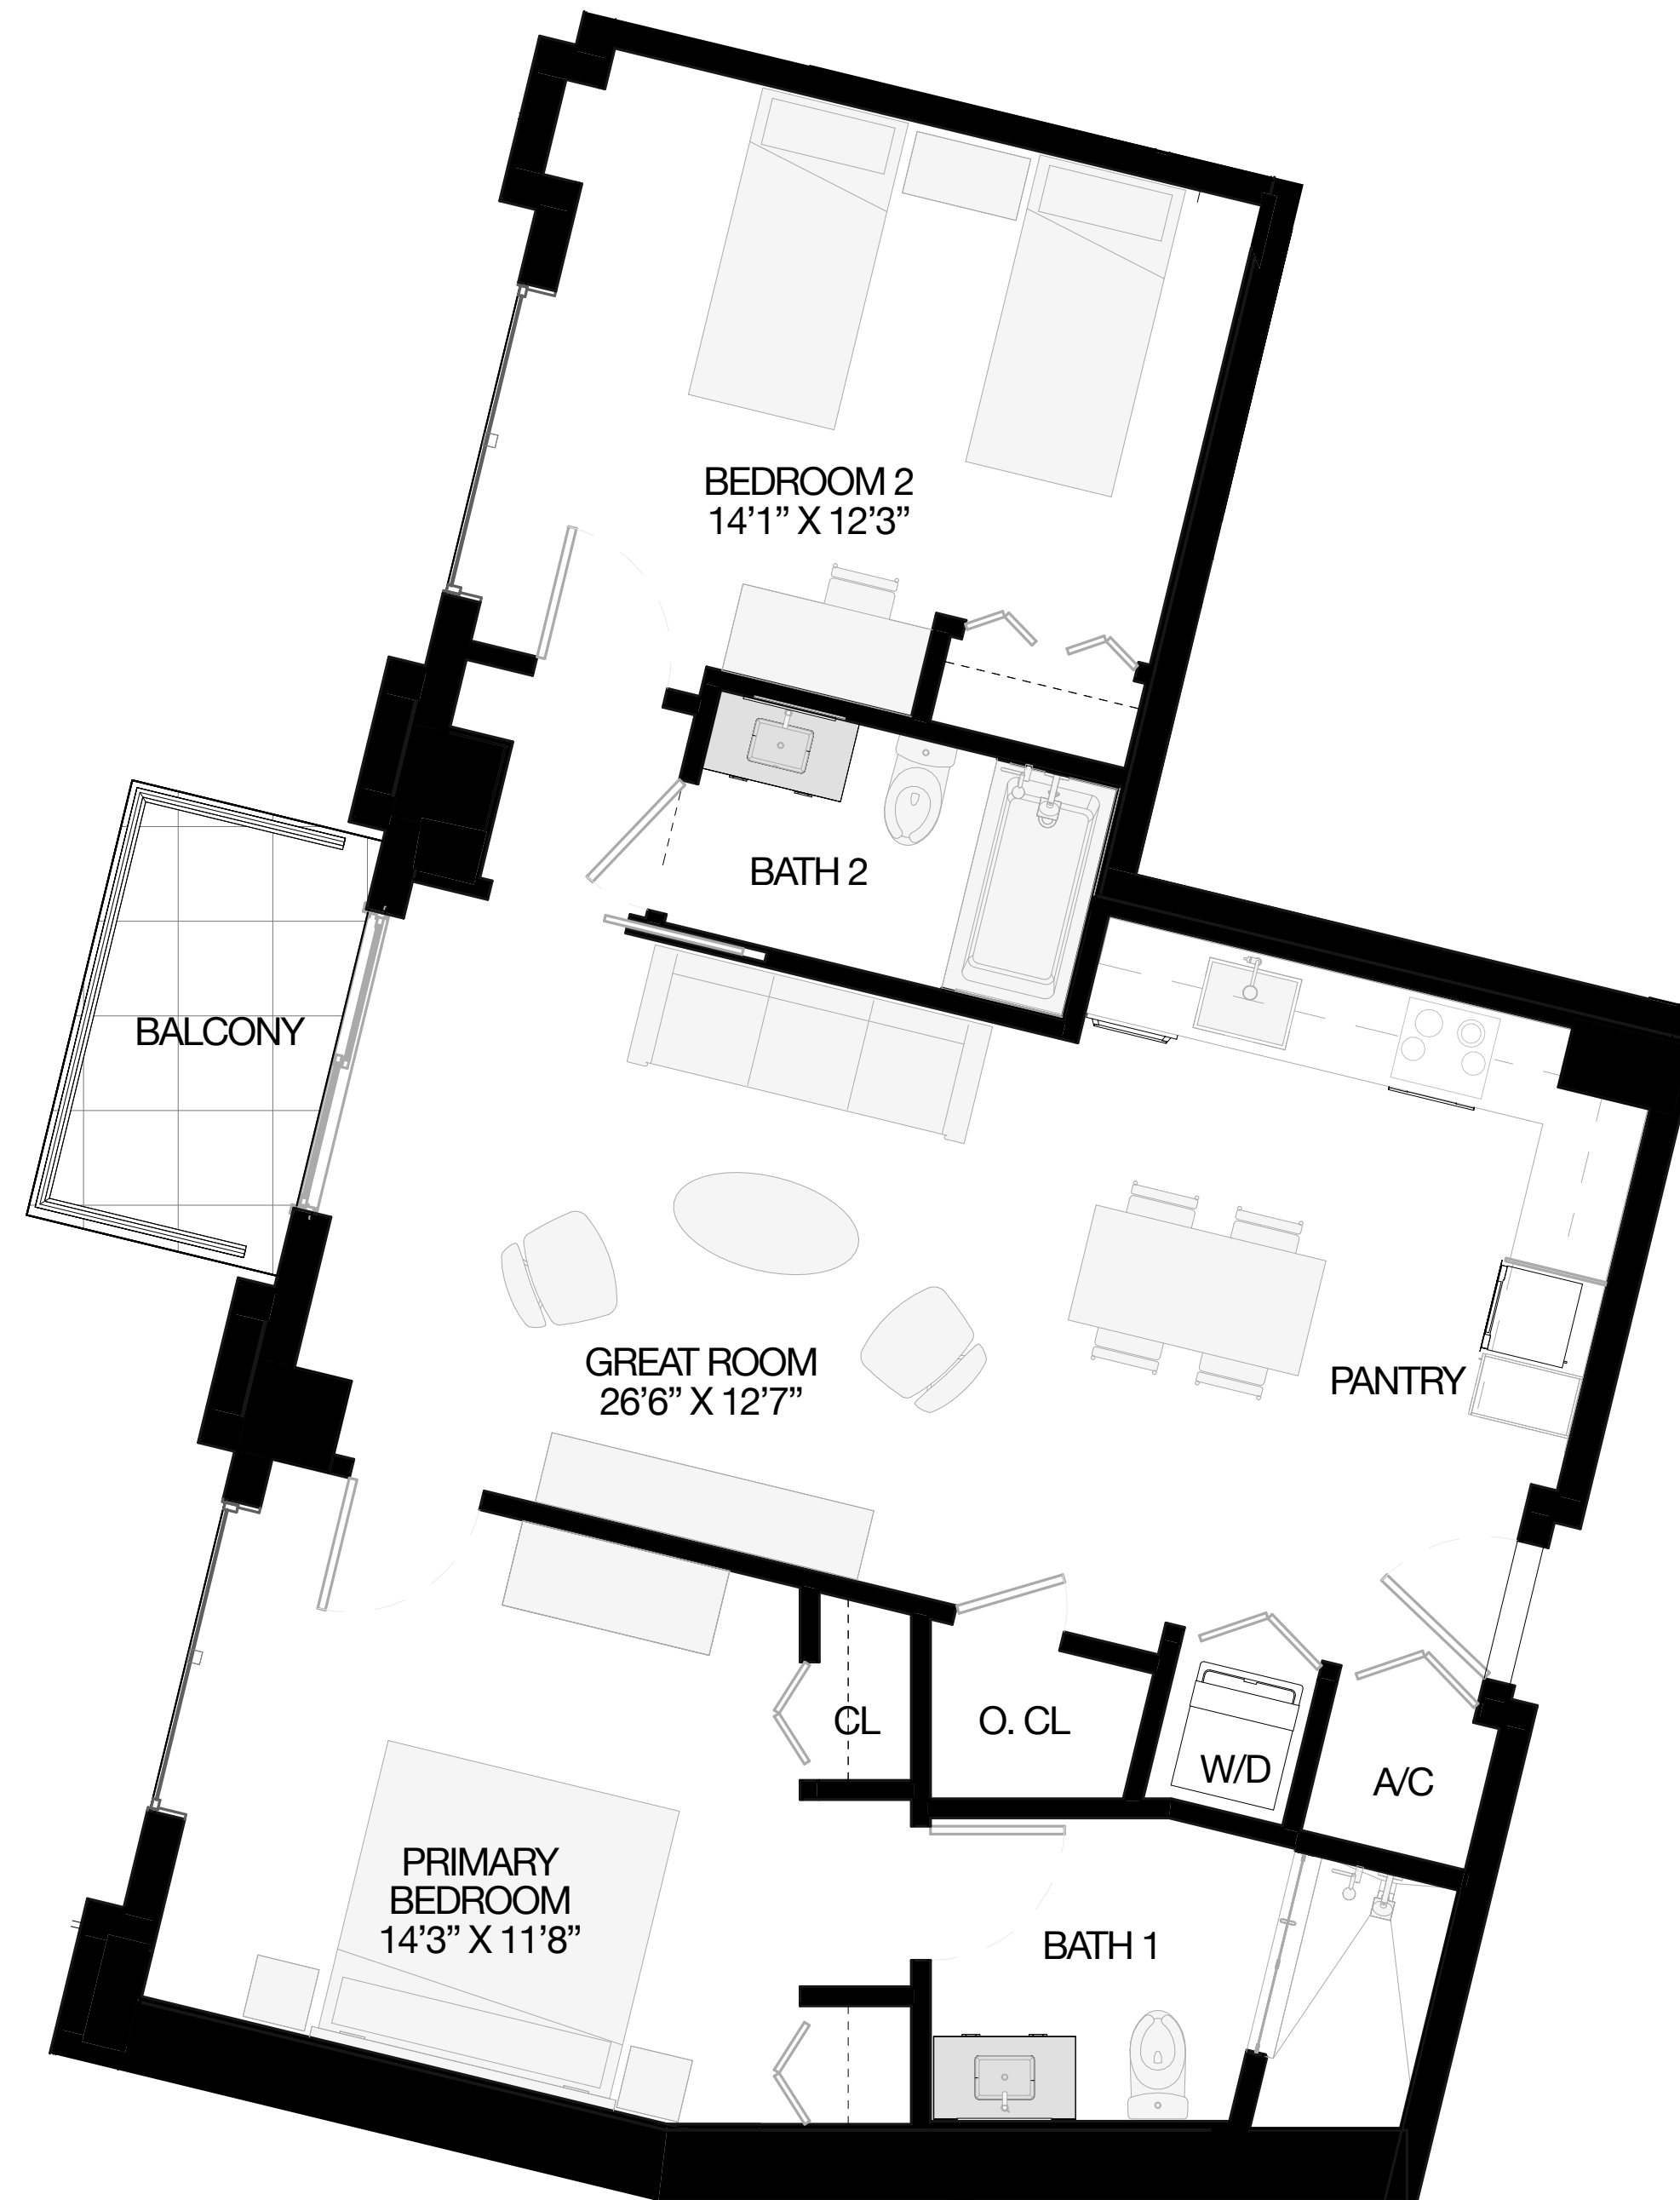 BEDROOM 2
14’1” X 12’3”
BATH 2
BALCONY
GREAT ROOM
26’6” X 12’7”
PANTRY
CL
O. CL
W/D
A/C
PRIMARY
BEDROOM
14’3” X 11’8”
BATH 1